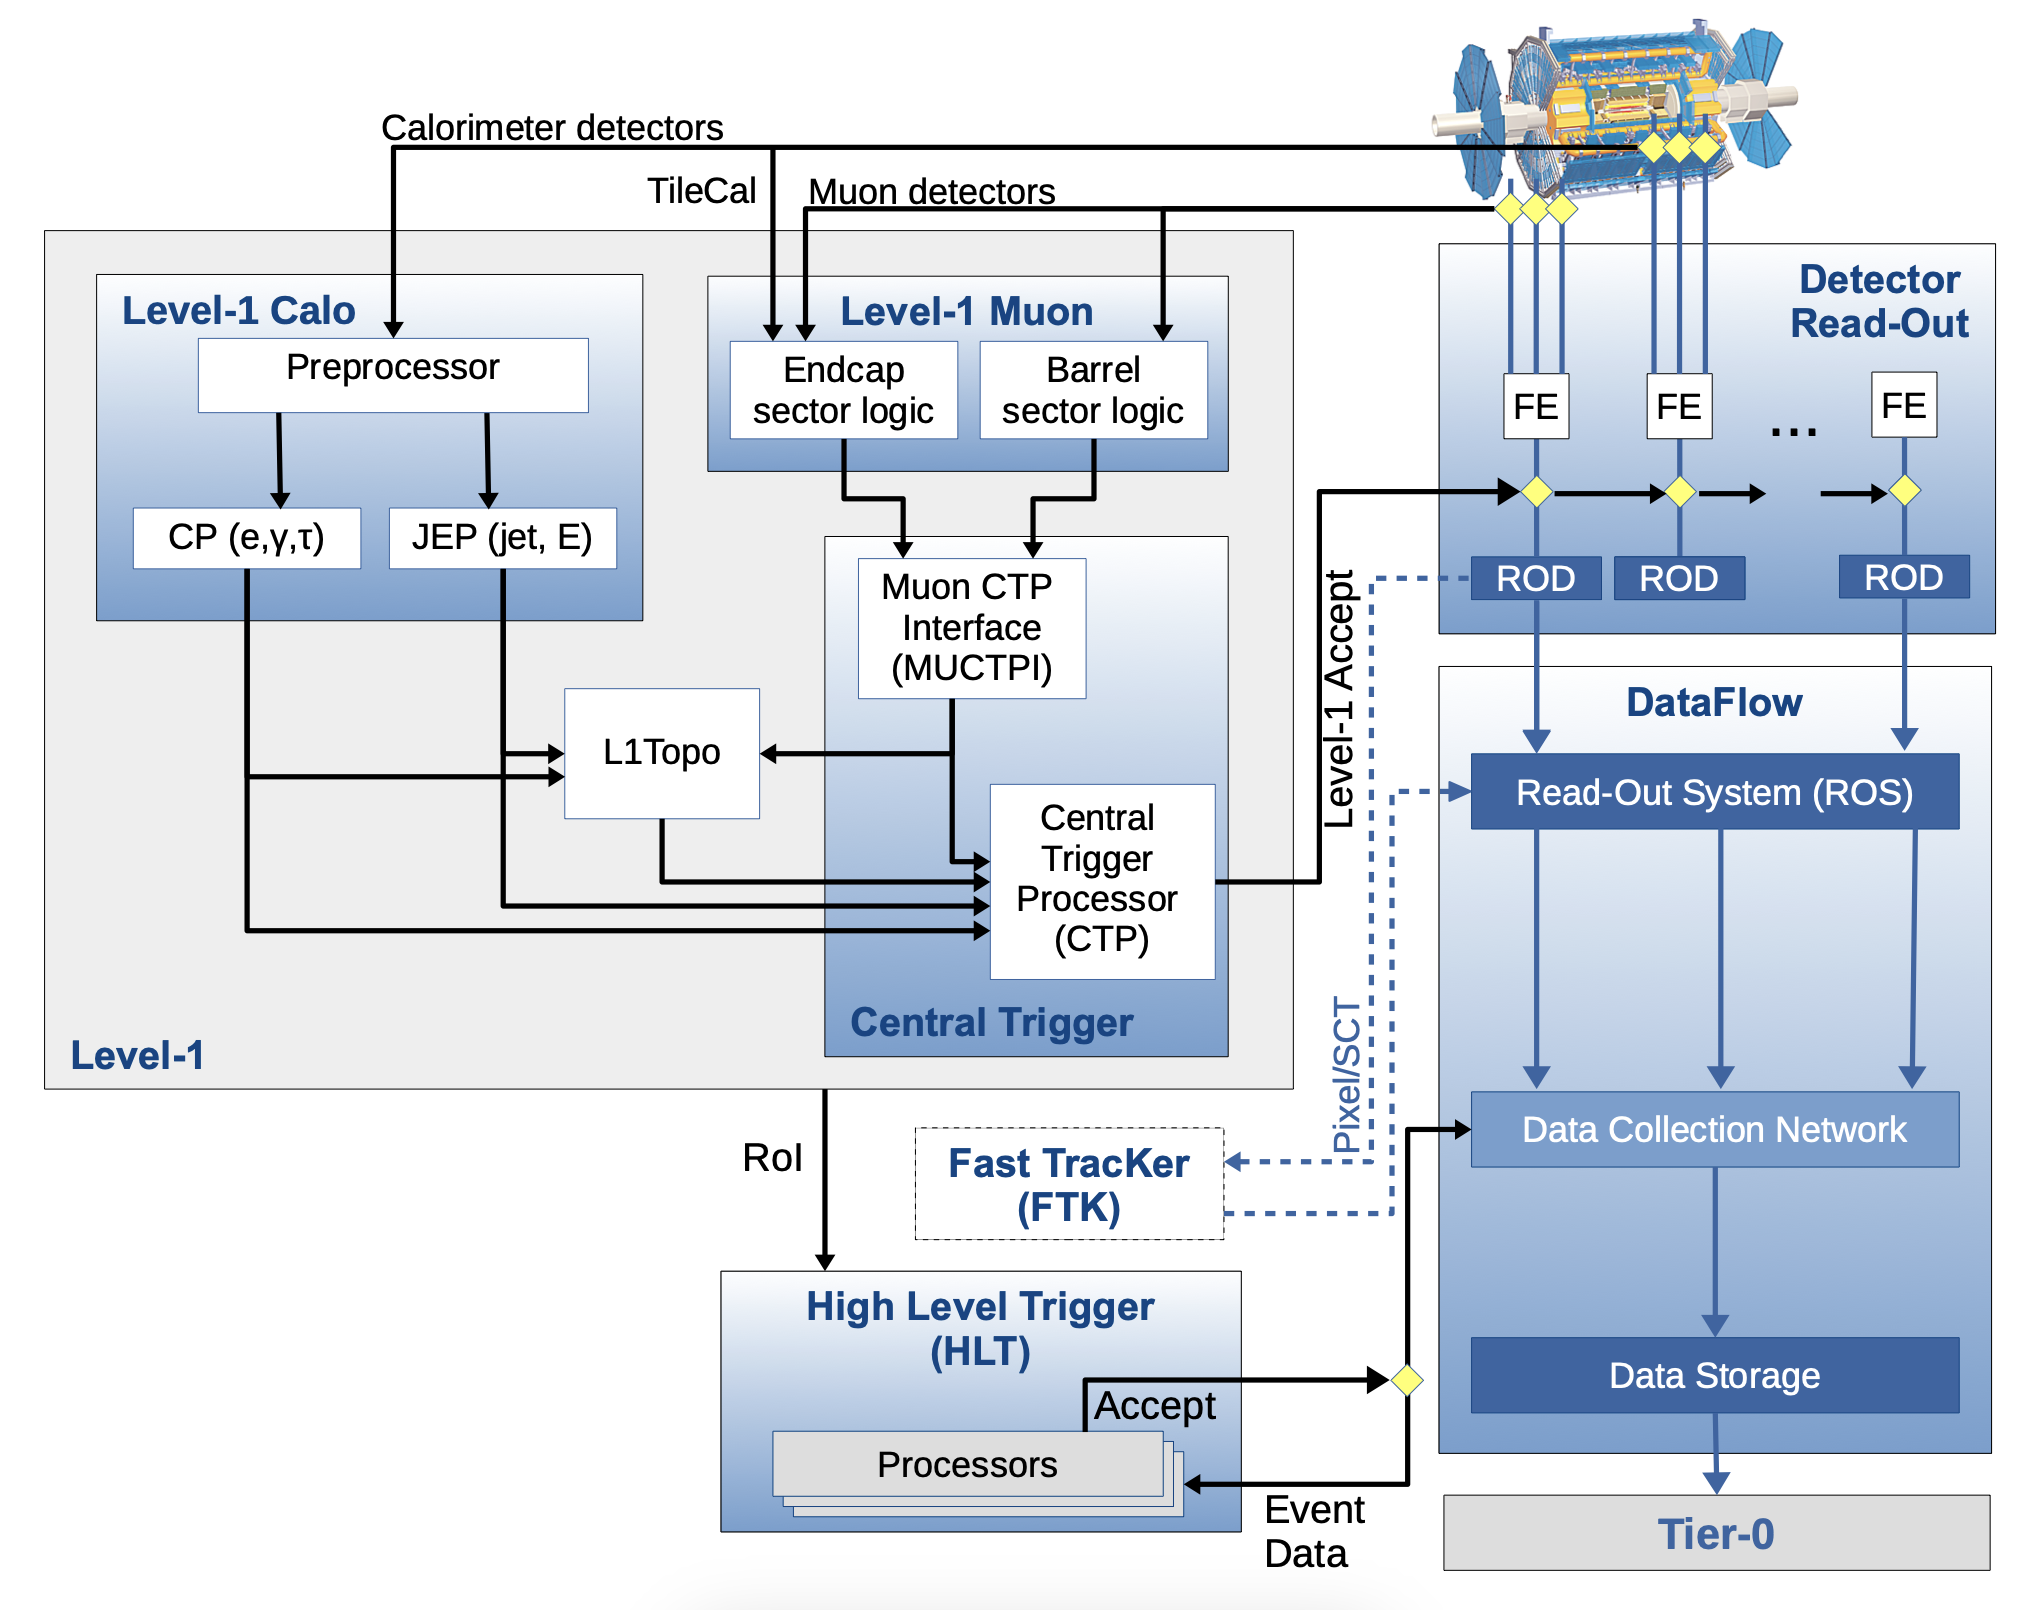 Calorimeter detectors
TileCal
Muon detectors
Detector
Read-Out
Level-1 Calo
Preprocessor
CP (e,γ,τ)
JEP (jet, E)
Level-1 Muon
Endcap
sector logic
Barrel
sector logic
FE
FE
...
FE
ROD
ROD
ROD
Muon CTP
Interface
(MUCTPI)
L1Topo
Central
Trigger
Processor
(CTP)
Central Trigger
Level-1
Level-1 Accept
Pixel/SCT
DataFlow
Read-Out System (ROS)
Data Collection Network
Data Storage
Tier-0
RoI
Fast TracKer
(FTK)
High Level Trigger
(HLT)
Accept
Processors
Event
Data